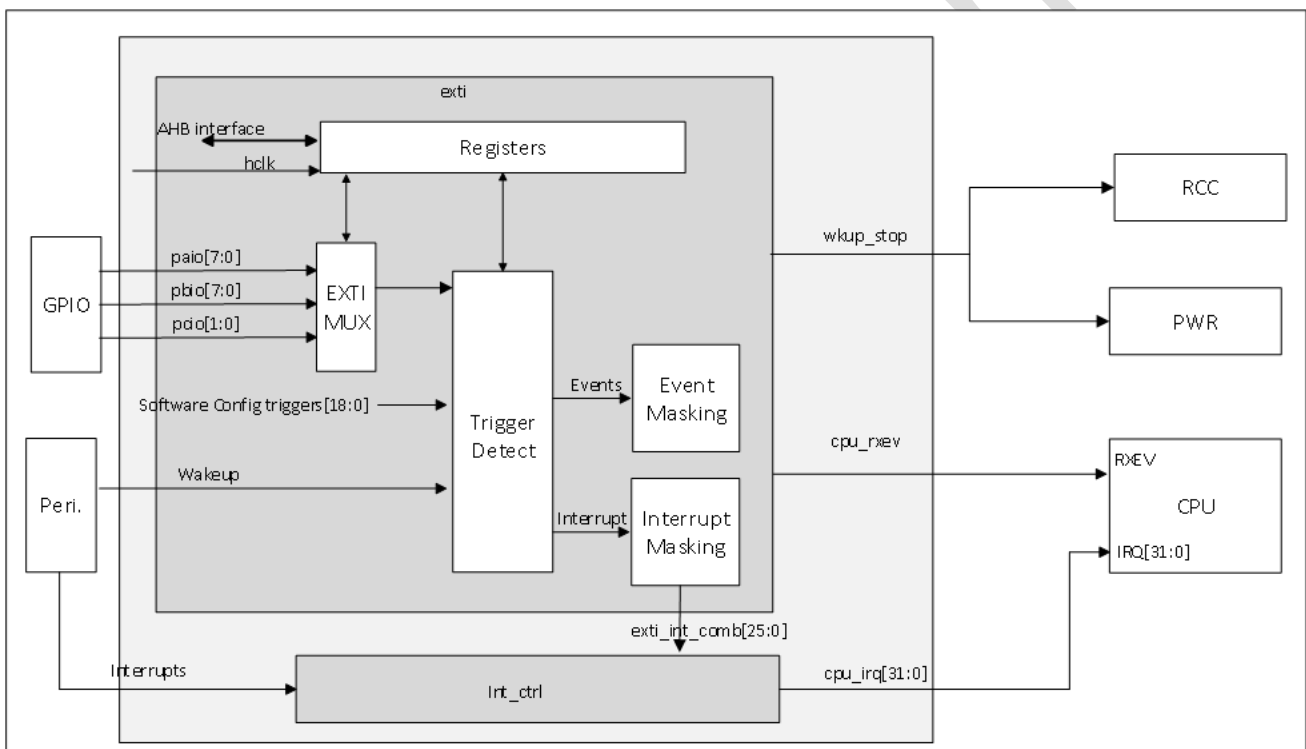 exti
AHB interface
Registers
hclk
RCC
wkup_stop
paio[7:0]
GPIO
pbio[7:0]
EXTI
MUX
pcio[1:0]
PWR
Events
Event
Masking
Software Config triggers[18:0]
Trigger
Detect
cpu_rxev
RXEV
CPU
IRQ[31:0]
Wakeup
Peri.
Interrupt
Interrupt
Masking
exti_int_comb[25:0]
Interrupts
Int_ctrl
cpu_irq[31:0]